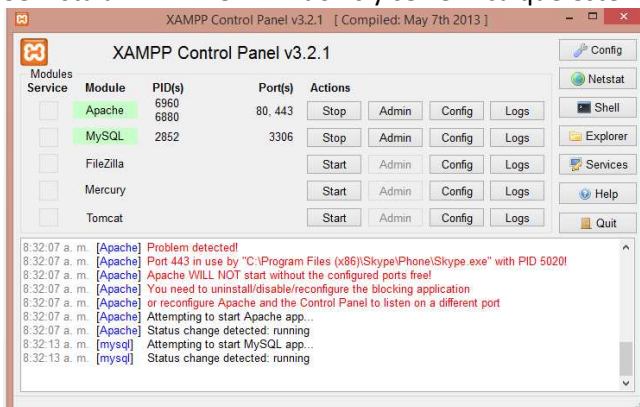 XAMPP Control Panel v3.2.1 [ Compiled: May 7th 2013 ]
XAMPP Control Panel v3.2.1
Config
Modules
Service Module PID(s) Port(s) Actions
Netstat
Apache 6960 6880 80, 443 Stop Admin Config Logs
Shell
MySQL 2852 3306 Stop Admin Config Logs
Explorer
FileZilla Start Admin Config Logs
Services
Mercury Start Admin Config Logs
Help
Tomcat Start Admin Config Logs
Quit
8:32:07 a. m. [Apache] Problem detected!
8:32:07 a. m. [Apache] Port 443 in use by "C:\Program Files (x86)\Skype\Phone\Skype.exe" with PID 5020!
8:32:07 a. m. [Apache] Apache WILL NOT start without the configured ports free!
8:32:07 a. m. [Apache] You need to uninstall/disable/reconfigure the blocking application
8:32:07 a. m. [Apache] or reconfigure Apache and the Control Panel to listen on a different port
8:32:07 a. m. [Apache] Attempting to start Apache app...
8:32:07 a. m. [Apache] Status change detected: running
8:32:13 a. m. [mysql] Attempting to start MySQL app...
8:32:13 a. m. [mysql] Status change detected: running